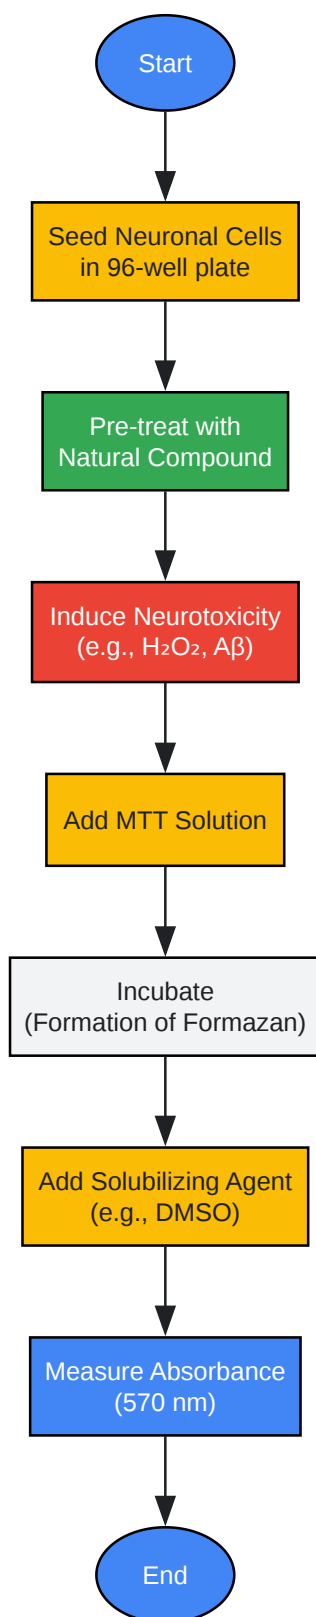 Start
Seed Neuronal Cells
in 96-well plate
Pre-treat with
Natural Compound
Induce Neurotoxicity
(e.g., H₂O₂, Aβ)
Add MTT Solution
Incubate
(Formation of Formazan)
Add Solubilizing Agent
(e.g., DMSO)
Measure Absorbance
(570 nm)
End